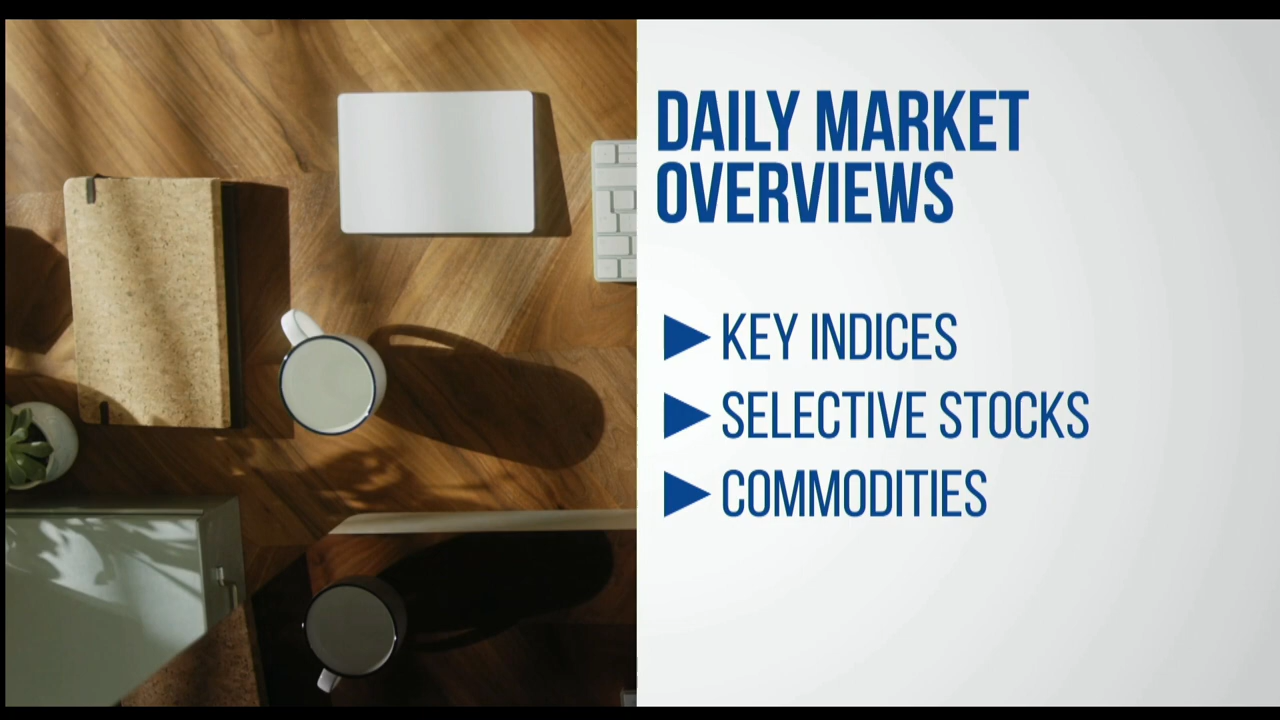 DAILY MARKET
OVERVIEWS
KEY INDICES
SELECTIVE STOCKS
COMMODITIES